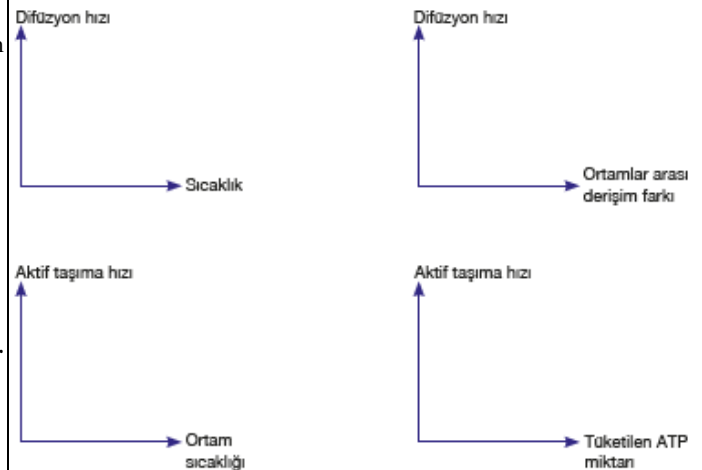 Difüzyon hızı
Sıcaklık
Difüzyon hızı
Ortamlar arası
derişim farkı
Aktif taşıma hızı
Ortam
sıcaklığı
Aktif taşıma hızı
Tüketilen ATP
miktarı